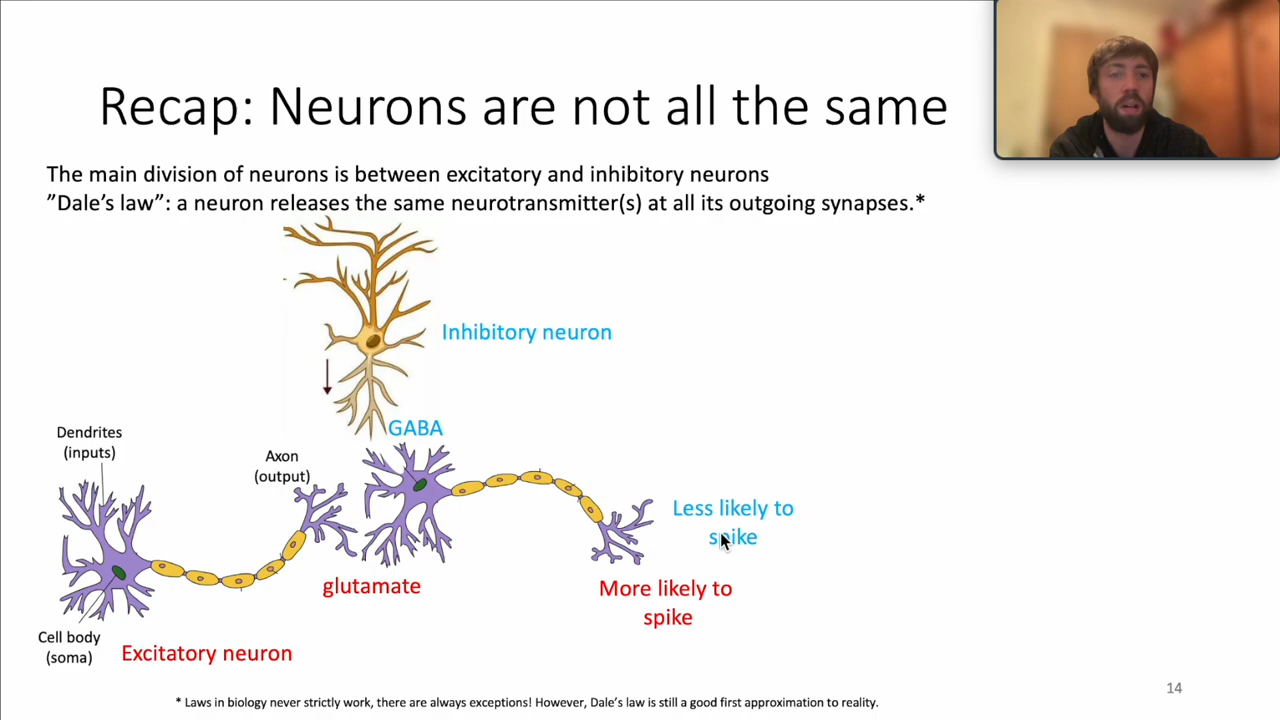 Recap: Neurons are not all the same
The main division of neurons is between excitatory and inhibitory neurons
”Dale’s law”: a neuron releases the same neurotransmitter(s) at all its outgoing synapses.*
Inhibitory neuron
GABA
Dendrites
(inputs)
Axon
(output)
Less likely to
spike
glutamate
More likely to
spike
Cell body
(soma)
Excitatory neuron
14
* Laws in biology never strictly work, there are always exceptions! However, Dale’s law is still a good first approximation to reality.